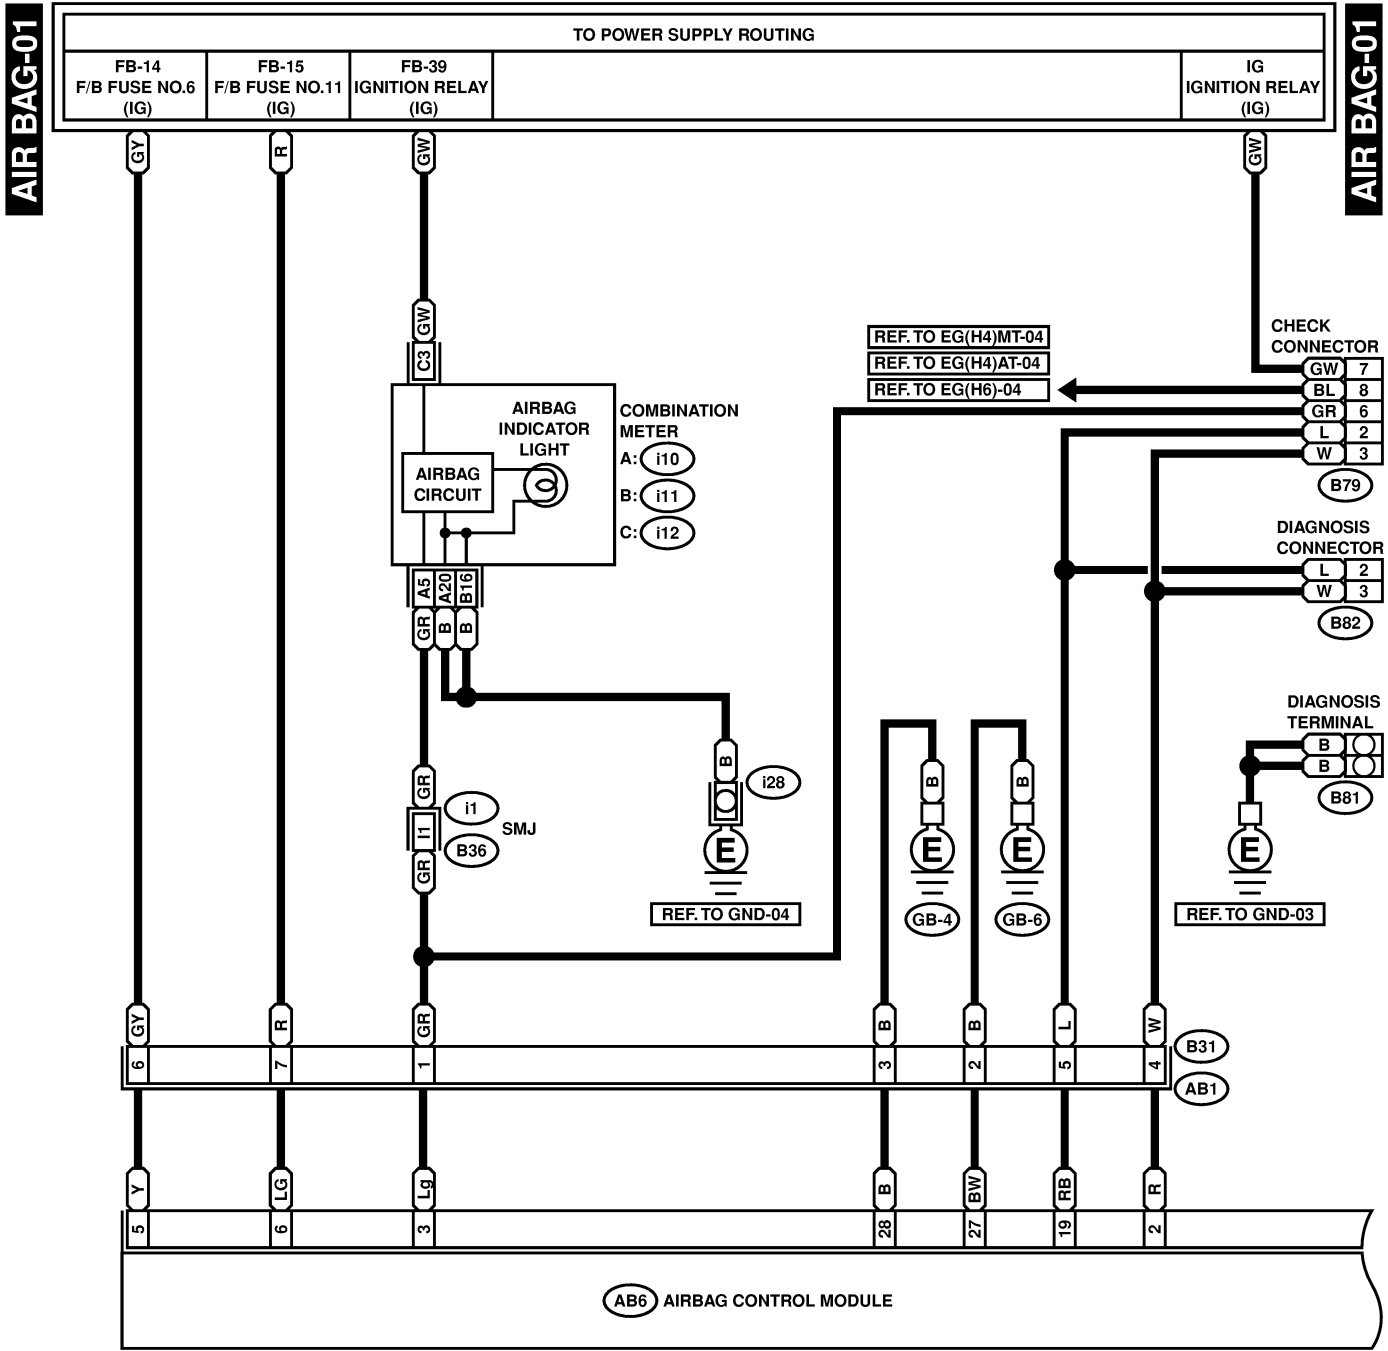 AIR BAG-01
AIR BAG-01
TO POWER SUPPLY ROUTING
FB-14
F/B FUSE NO.6
(IG)
FB-15
F/B FUSE NO.11
(IG)
FB-39
IGNITION RELAY
(IG)
IG
IGNITION RELAY
(IG)
GY
R
GW
GW
GW
C3
REF. TO EG(H4)MT-04
REF. TO EG(H4)AT-04
REF. TO EG(H6)-04
CHECK
CONNECTOR
GW 7
BL 8
GR 6
L 2
W 3
B79
AIRBAG
INDICATOR
LIGHT
AIRBAG
CIRCUIT
COMBINATION
METER
A: i10
B: i11
C: i12
DIAGNOSIS
CONNECTOR
L 2
W 3
B82
A5 A20 B16
GR B B
DIAGNOSIS
TERMINAL
B
B
B81
GR
i1
I1
SMJ
B36
GR
B
i28
E
REF. TO GND-04
B
E
GB-4
B
E
GB-6
E
REF. TO GND-03
GY R GR B B L W
6 7 1 3 2 5 4
B31
AB1
Y LG Lg B BW RB R
5 6 3 28 27 19 2
AB6 AIRBAG CONTROL MODULE